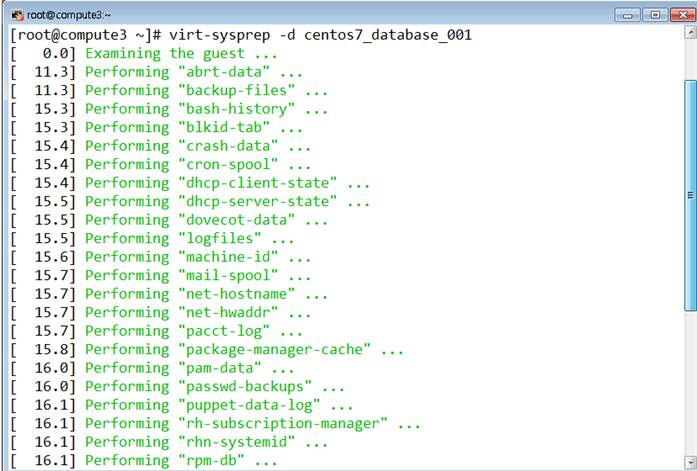 root@compute3:~
[root@compute3 ~]# virt-sysprep -d centos7_database_001
[   0.0] Examining the guest ...
[  11.3] Performing "abrt-data" ...
[  11.3] Performing "backup-files" ...
[  15.3] Performing "bash-history" ...
[  15.3] Performing "blkid-tab" ...
[  15.4] Performing "crash-data" ...
[  15.4] Performing "cron-spool" ...
[  15.4] Performing "dhcp-client-state" ...
[  15.5] Performing "dhcp-server-state" ...
[  15.5] Performing "dovecot-data" ...
[  15.5] Performing "logfiles" ...
[  15.6] Performing "machine-id" ...
[  15.7] Performing "mail-spool" ...
[  15.7] Performing "net-hostname" ...
[  15.7] Performing "net-hwaddr" ...
[  15.7] Performing "pacct-log" ...
[  15.8] Performing "package-manager-cache" ...
[  16.0] Performing "pam-data" ...
[  16.0] Performing "passwd-backups" ...
[  16.1] Performing "puppet-data-log" ...
[  16.1] Performing "rh-subscription-manager" ...
[  16.1] Performing "rhn-systemid" ...
[  16.1] Performing "rpm-db" ...